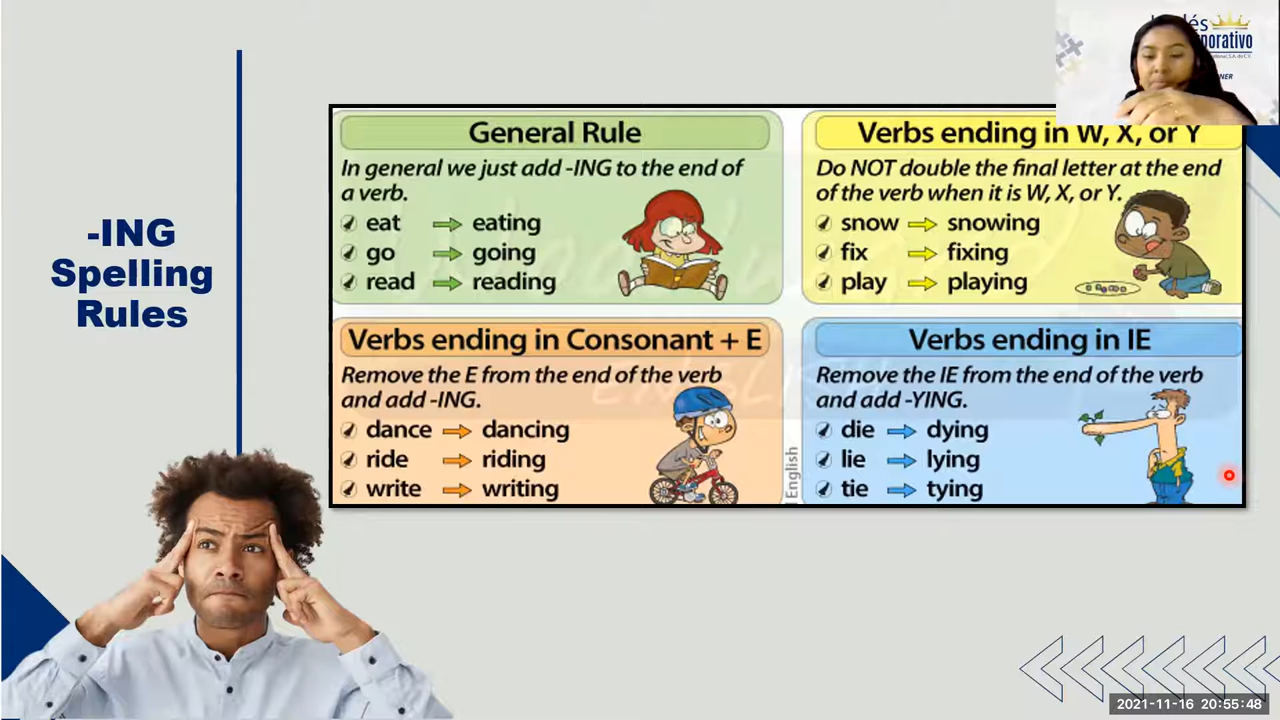 -ING
Spelling
Rules
General Rule
In general we just add -ING to the end of
a verb.
eat eating
go going
read reading
Verbs ending in W, X, or Y
Do NOT double the final letter at the end
of the verb when it is W, X, or Y.
snow snowing
fix fixing
play playing
Verbs ending in Consonant + E
Remove the E from the end of the verb
and add -ING.
dance dancing
ride riding
write writing
English
Verbs ending in IE
Remove the IE from the end of the verb
and add -YING.
die dying
lie lying
tie tying
2021-11-16 20:55:48